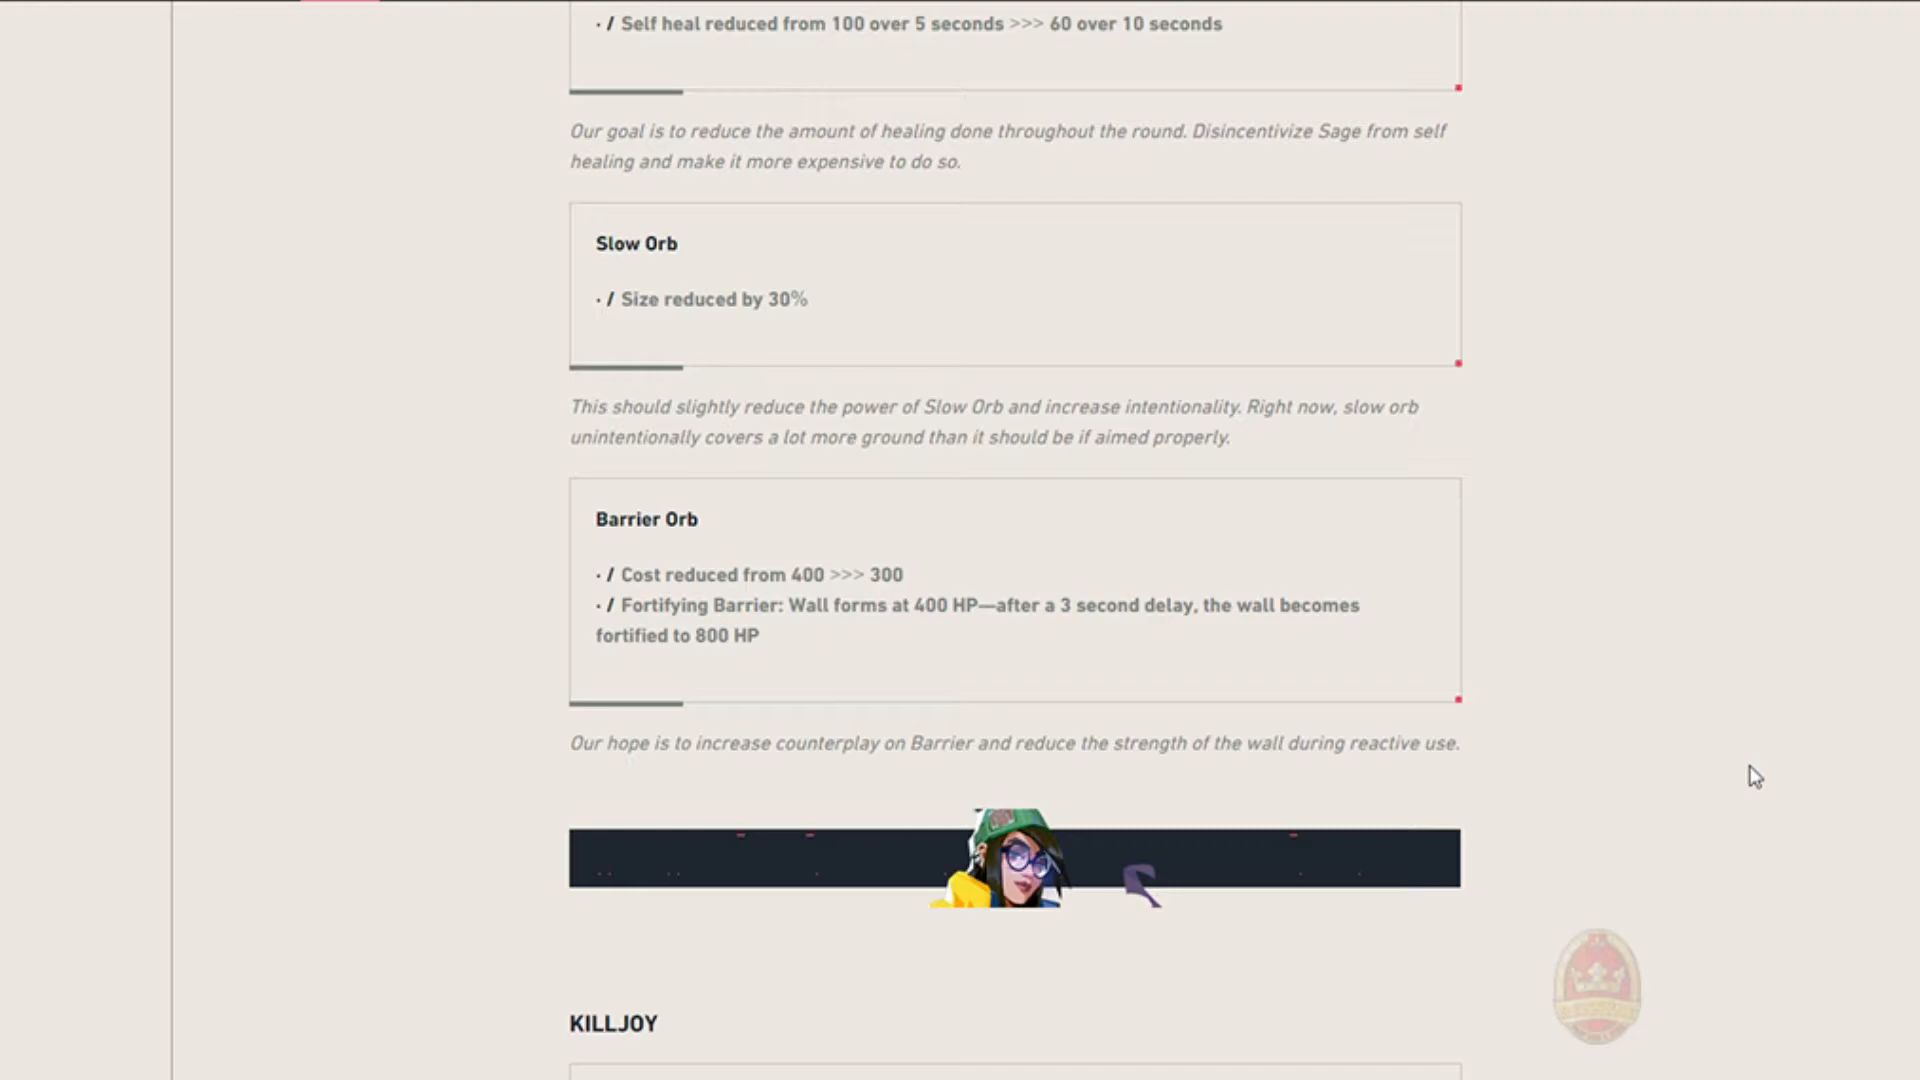 · / Self heal reduced from 100 over 5 seconds >>> 60 over 10 seconds
Our goal is to reduce the amount of healing done throughout the round. Disincentivize Sage from self
healing and make it more expensive to do so.
Slow Orb
· / Size reduced by 30%
This should slightly reduce the power of Slow Orb and increase intentionality. Right now, slow orb
unintentionally covers a lot more ground than it should be if aimed properly.
Barrier Orb
· / Cost reduced from 400 >>> 300
· / Fortifying Barrier: Wall forms at 400 HP—after a 3 second delay, the wall becomes
fortified to 800 HP
Our hope is to increase counterplay on Barrier and reduce the strength of the wall during reactive use.
KILLJOY